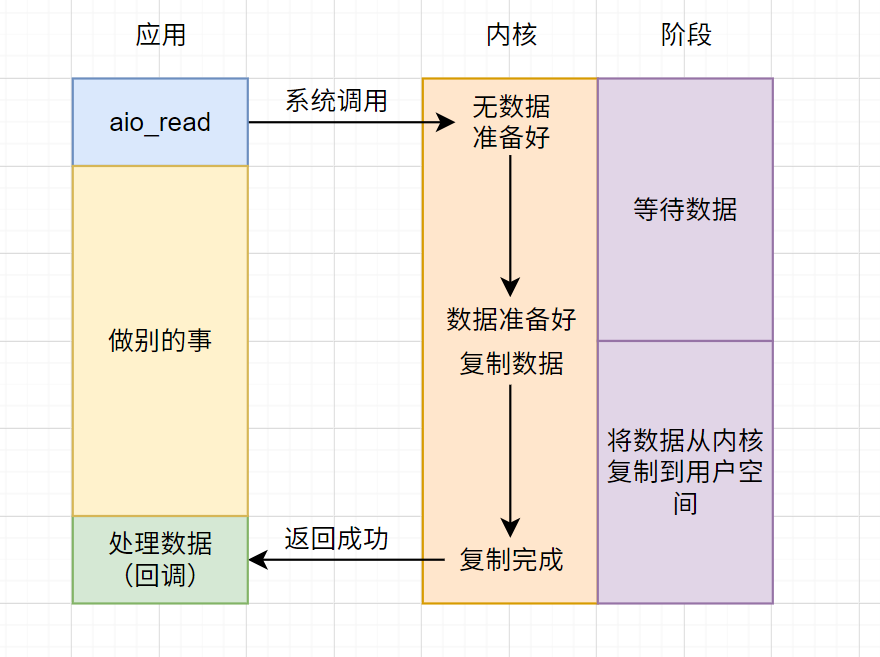 应用
内核
阶段
aio_read
系统调用
无数据
准备好
等待数据
数据准备好
做别的事
复制数据
将数据从内核
复制到用户空
间
返回成功
处理数据
（回调）
复制完成